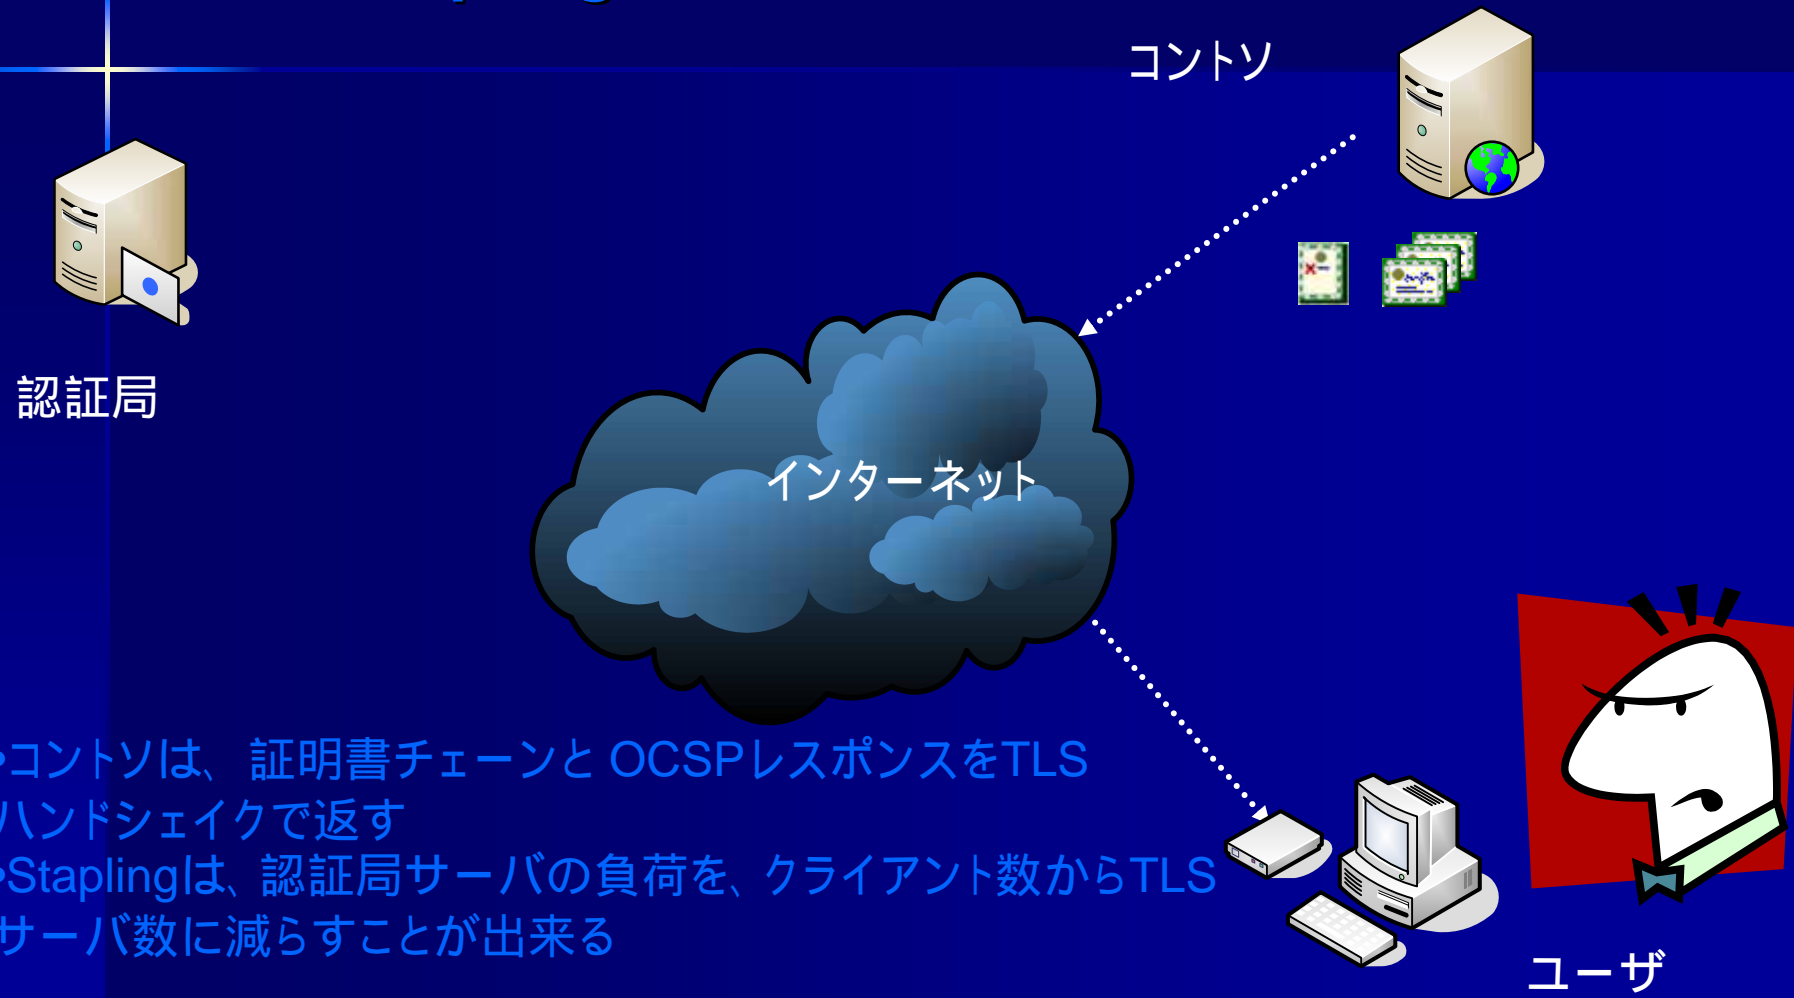 コントソ
認証局
インターネット
•コントソは、証明書チェーンと OCSPレスポンスをTLS
ハンドシェイクで返す
•Staplingは、認証局サーバの負荷を、クライアント数からTLS
サーバ数に減らすことが出来る
ユーザ